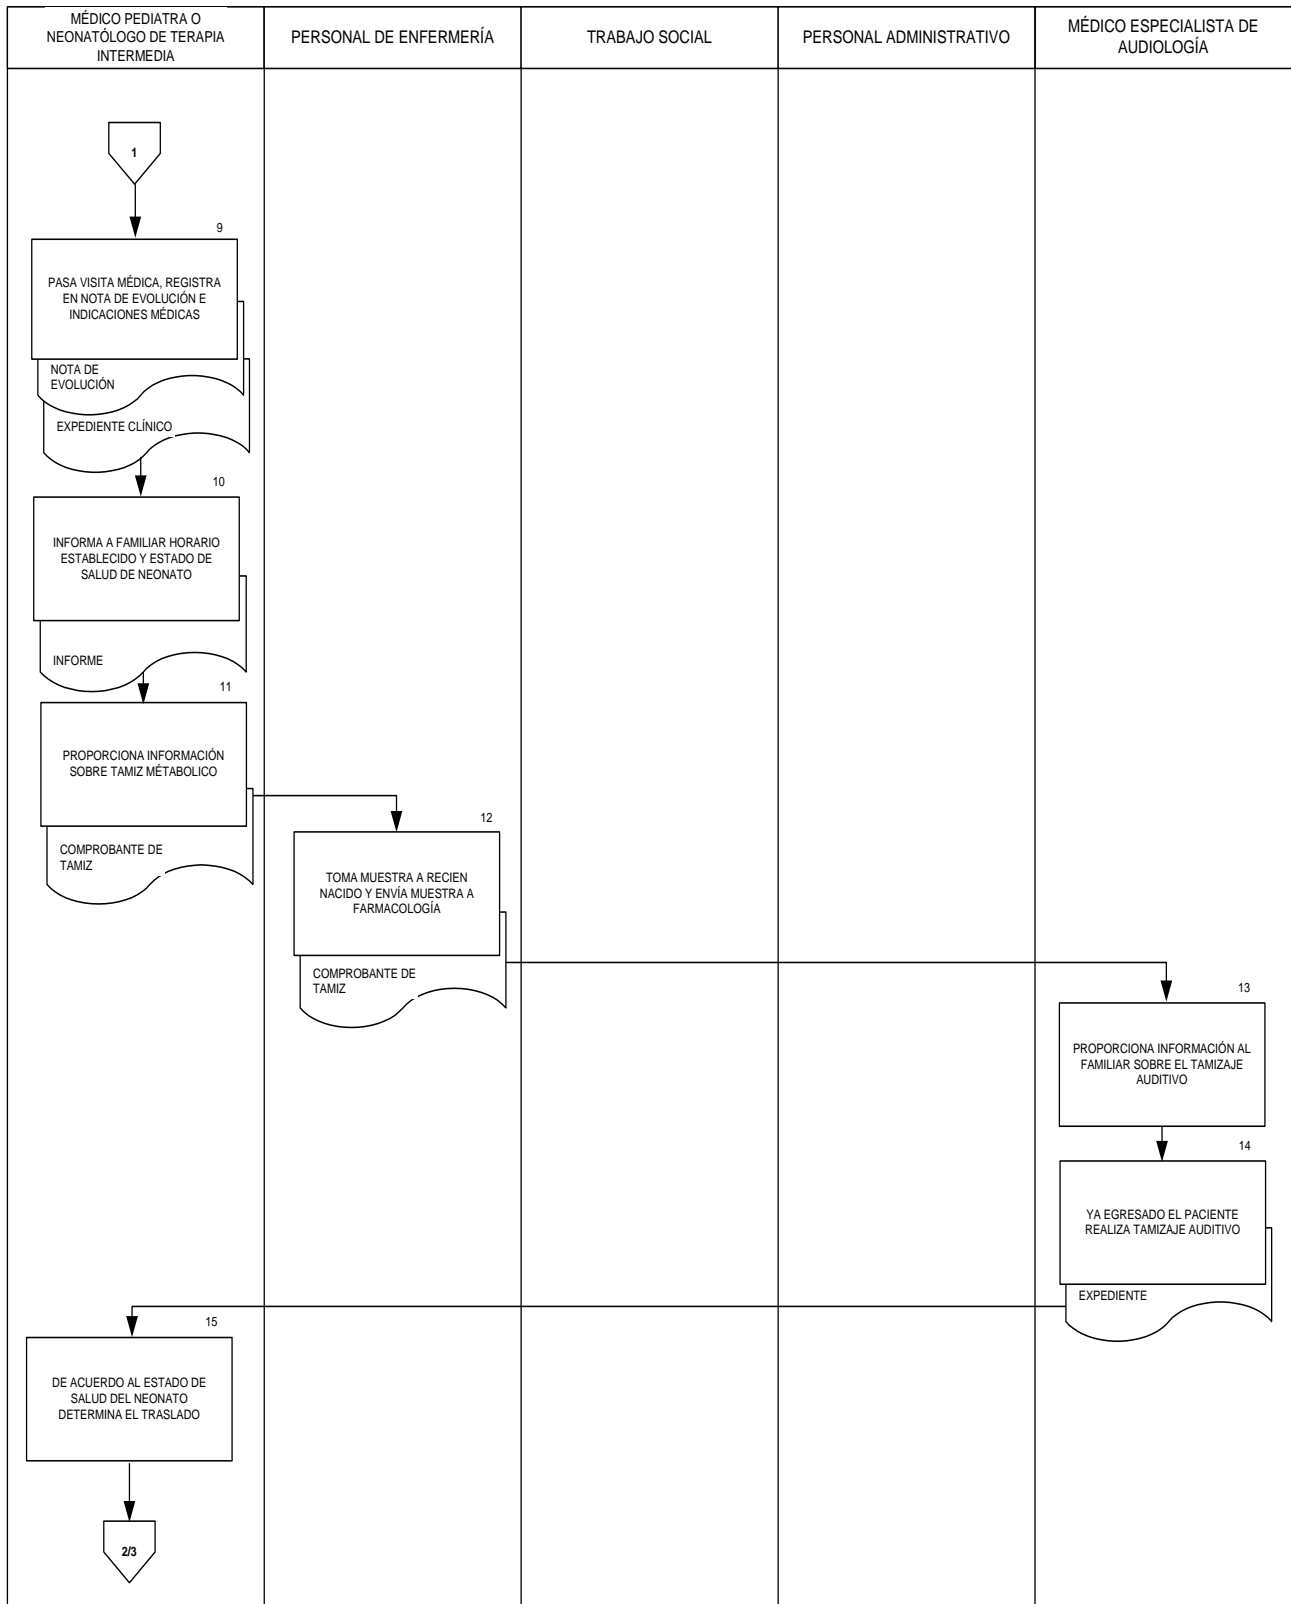 MÉDICO PEDIATRA O
NEONATÓLOGO DE TERAPIA
INTERMEDIA
PERSONAL DE ENFERMERÍA
TRABAJO SOCIAL
PERSONAL ADMINISTRATIVO
MÉDICO ESPECIALISTA DE
AUDIOLOGÍA
1
9
PASA VISITA MÉDICA, REGISTRA
EN NOTA DE EVOLUCIÓN E
INDICACIONES MÉDICAS
NOTA DE
EVOLUCIÓN
EXPEDIENTE CLÍNICO
10
INFORMA A FAMILIAR HORARIO
ESTABLECIDO Y ESTADO DE
SALUD DE NEONATO
INFORME
11
PROPORCIONA INFORMACIÓN
SOBRE TAMIZ MÉTABOLICO
COMPROBANTE DE
TAMIZ
12
TOMA MUESTRA A RECIEN
NACIDO Y ENVÍA MUESTRA A
FARMACOLOGÍA
COMPROBANTE DE
TAMIZ
13
PROPORCIONA INFORMACIÓN AL
FAMILIAR SOBRE EL TAMIZAJE
AUDITIVO
14
YA EGRESADO EL PACIENTE
REALIZA TAMIZAJE AUDITIVO
EXPEDIENTE
15
DE ACUERDO AL ESTADO DE
SALUD DEL NEONATO
DETERMINA EL TRASLADO
2/3